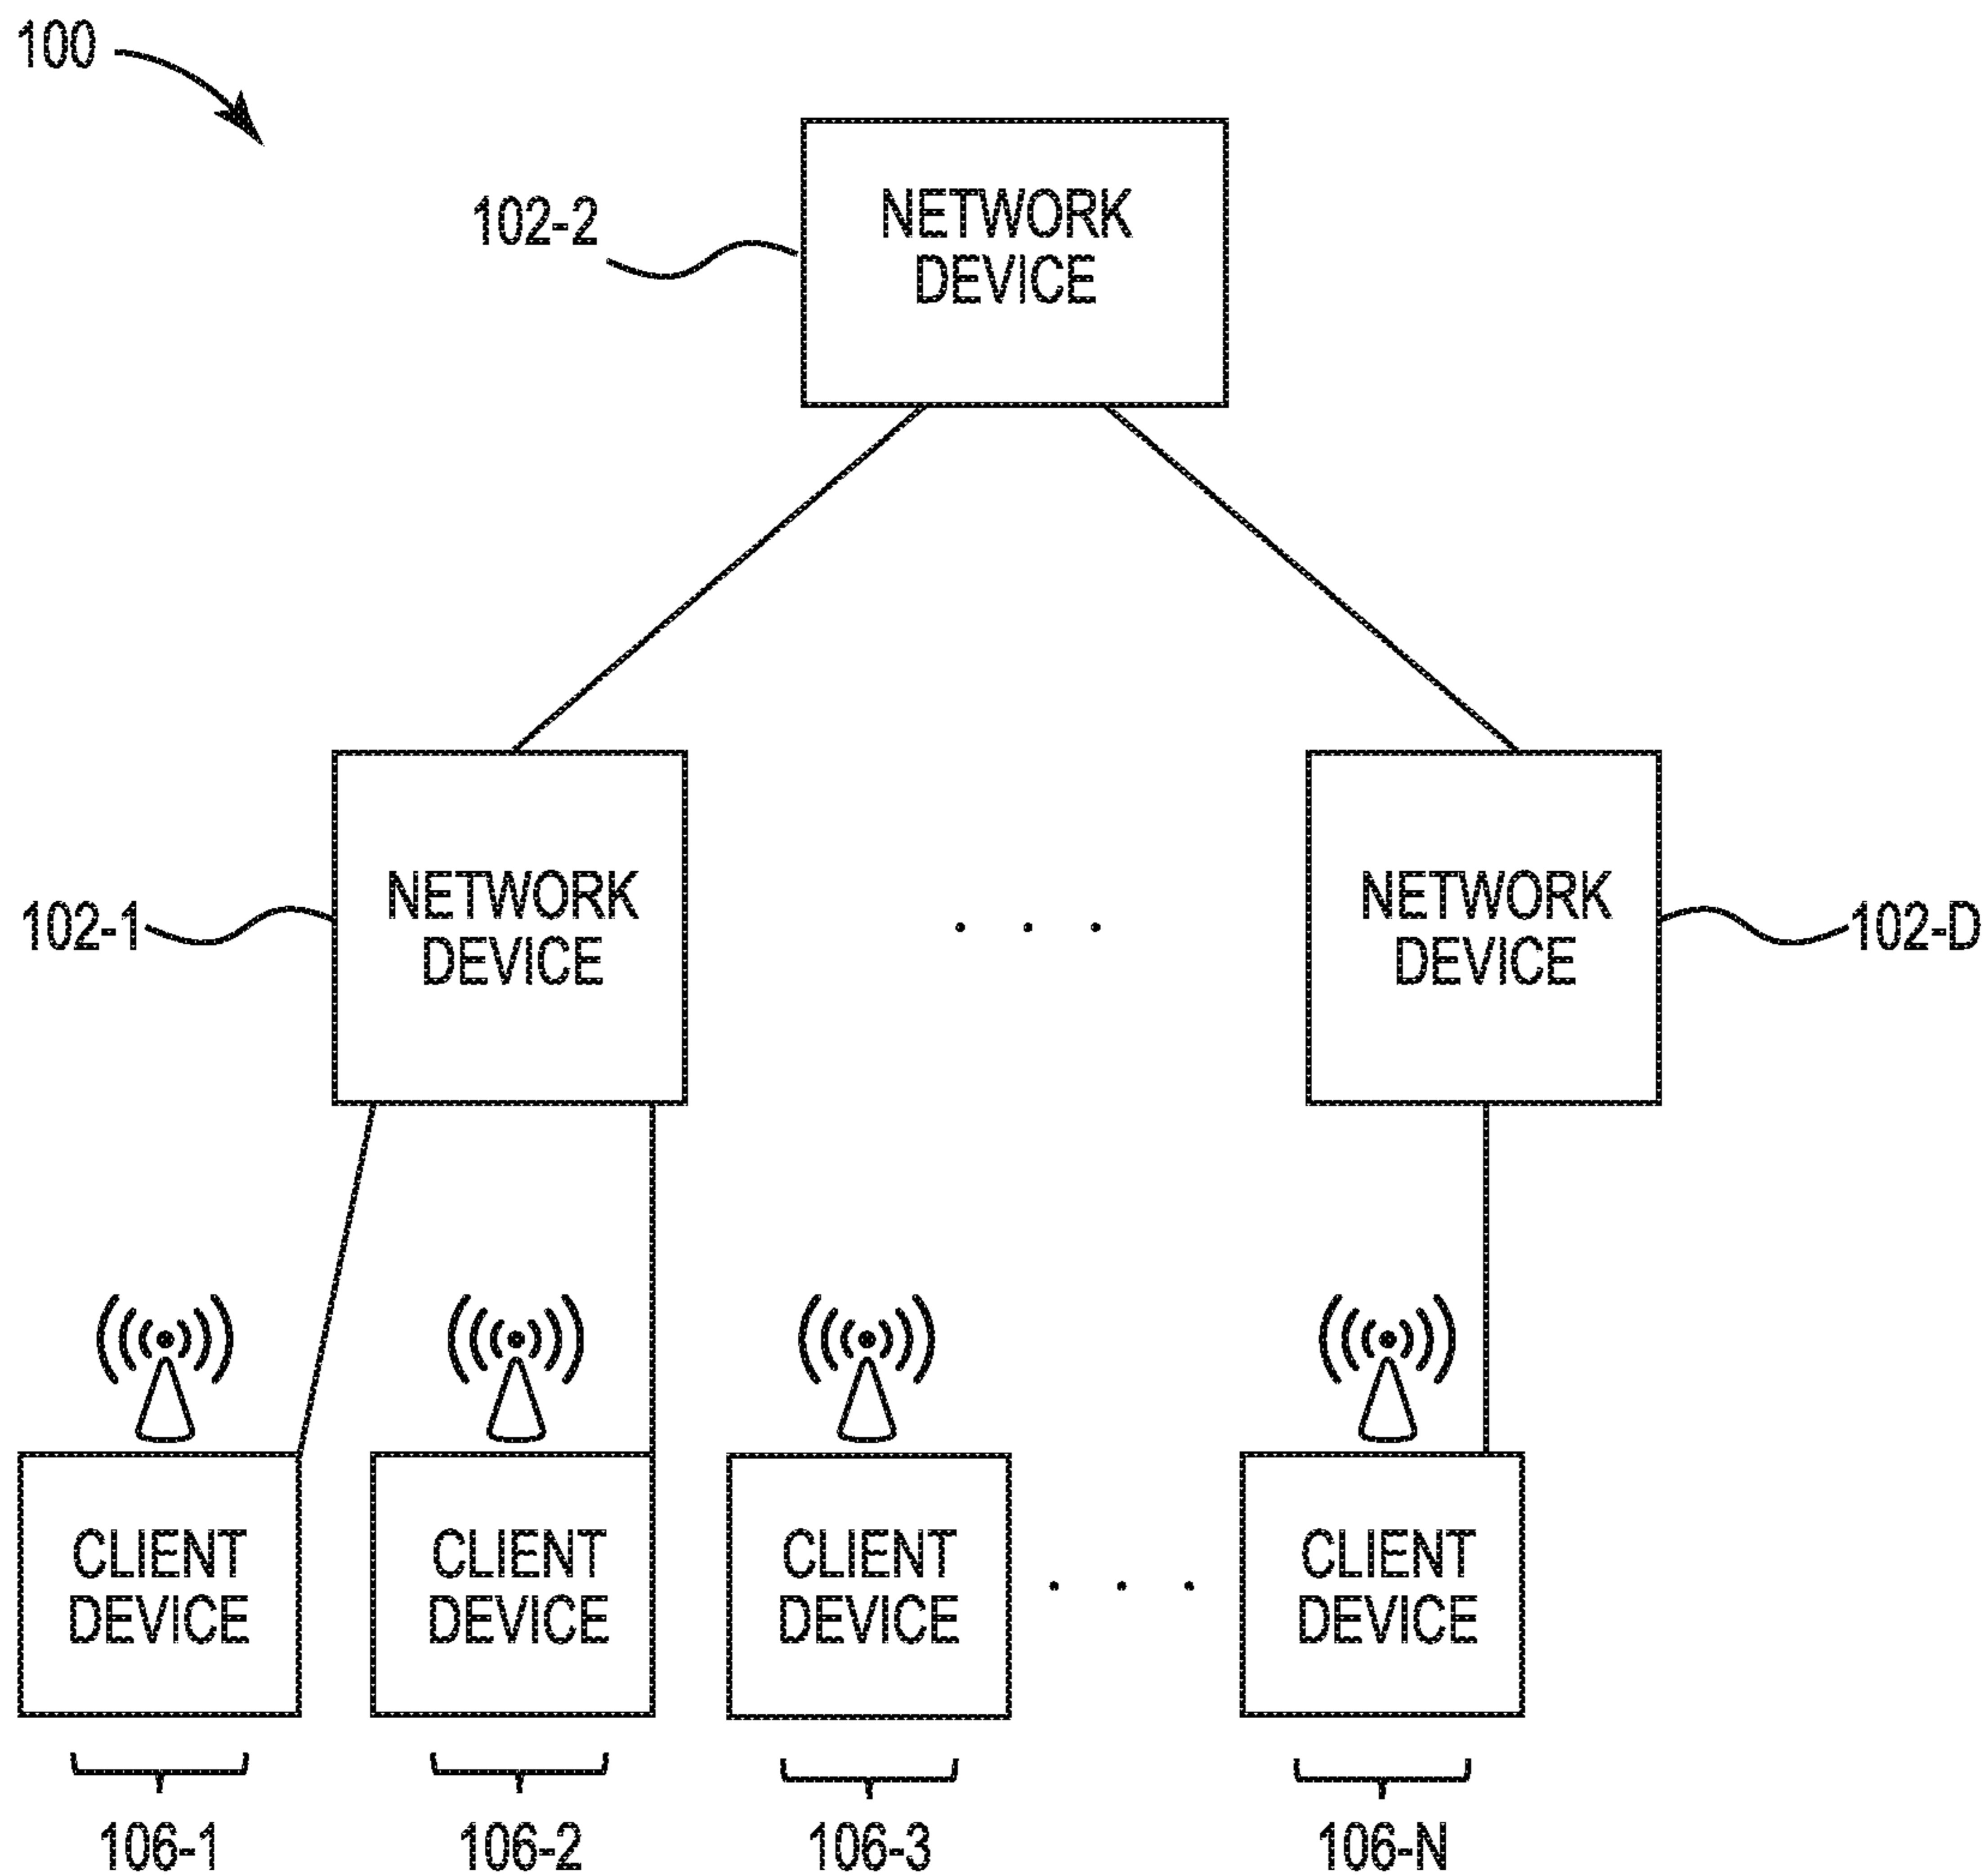 100
102-2
NETWORK
DEVICE
102-1
NETWORK
DEVICE
. . .
NETWORK
DEVICE
102-D
CLIENT
DEVICE
CLIENT
DEVICE
CLIENT
DEVICE
. . .
CLIENT
DEVICE
106-1
106-2
106-3
106-N